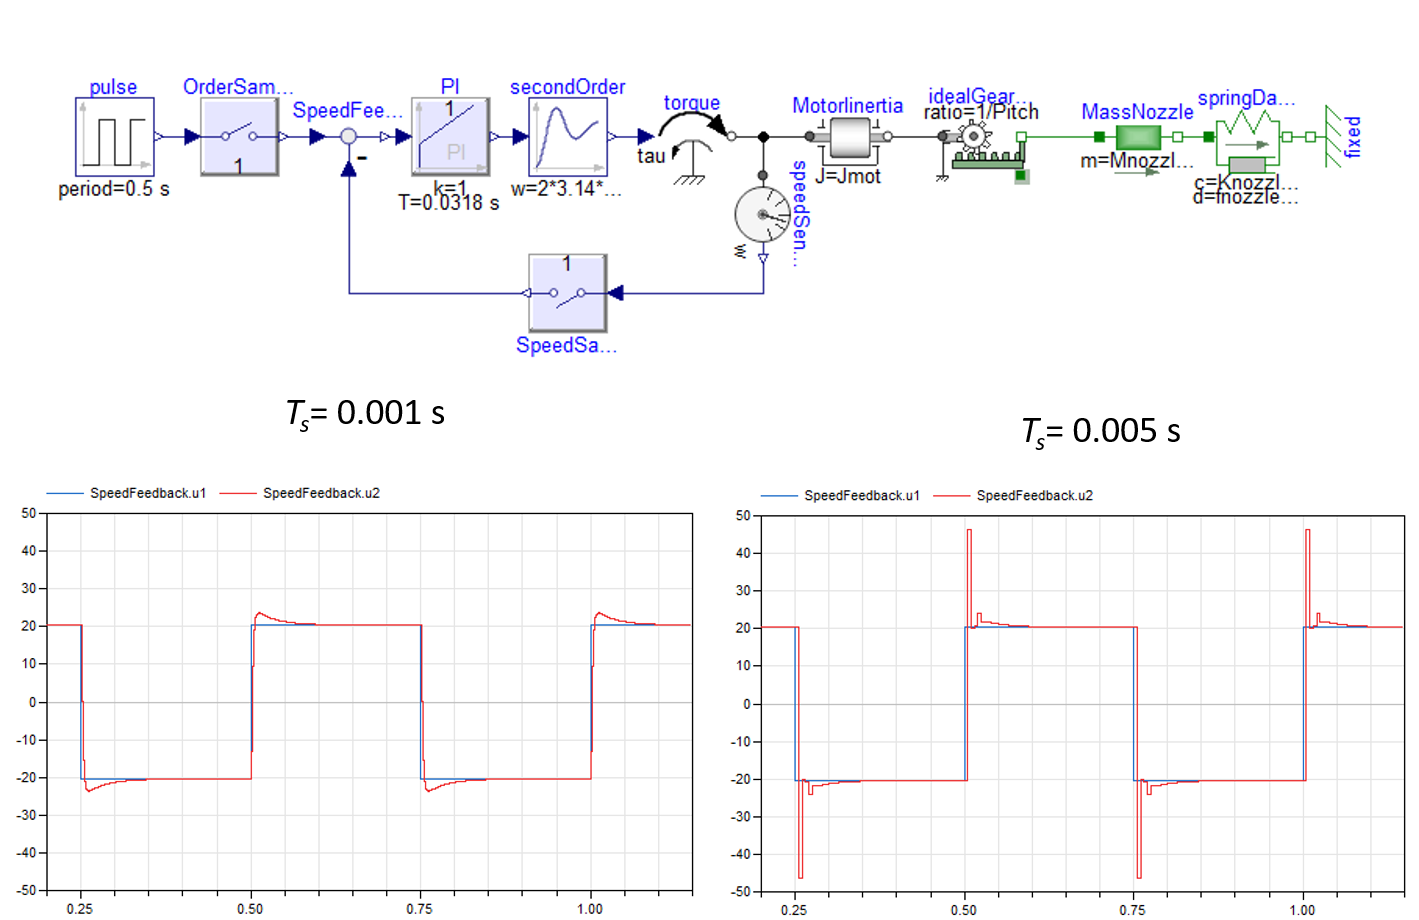 pulse
OrderSam...
SpeedFee...
PI
secondOrder
torque
Motorlinertia
idealGear...
ratio=1/Pitch
MassNozzle
springDa...
fixed
1
-
1
PI
tau
period=0.5 s
k=1
T=0.0318 s
w=2*3.14*...
J=Jmot
m=Mnozzl...
c=Knozzl...
d=fnozzle...
speedSen...
w
1
SpeedSa...
Ts= 0.001 s
Ts= 0.005 s
SpeedFeedback.u1 SpeedFeedback.u2
50
40
30
20
10
0
-10
-20
-30
-40
-50
0.25 0.50 0.75 1.00
SpeedFeedback.u1 SpeedFeedback.u2
50
40
30
20
10
0
-10
-20
-30
-40
-50
0.25 0.50 0.75 1.00